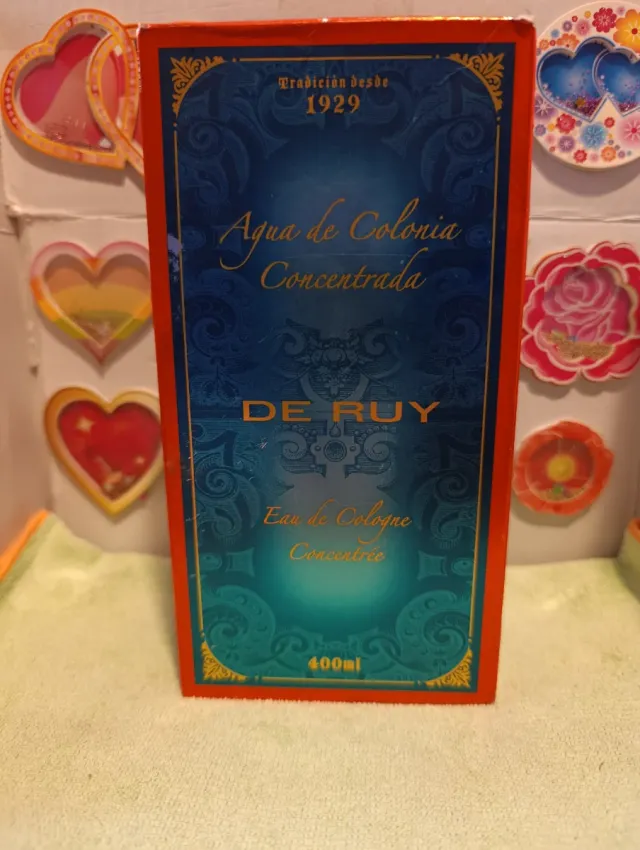 Tradición desde
1929
Agua de Colonia
Concentrada
DE RUY
Eau de Cologne
Concentrée
400ml